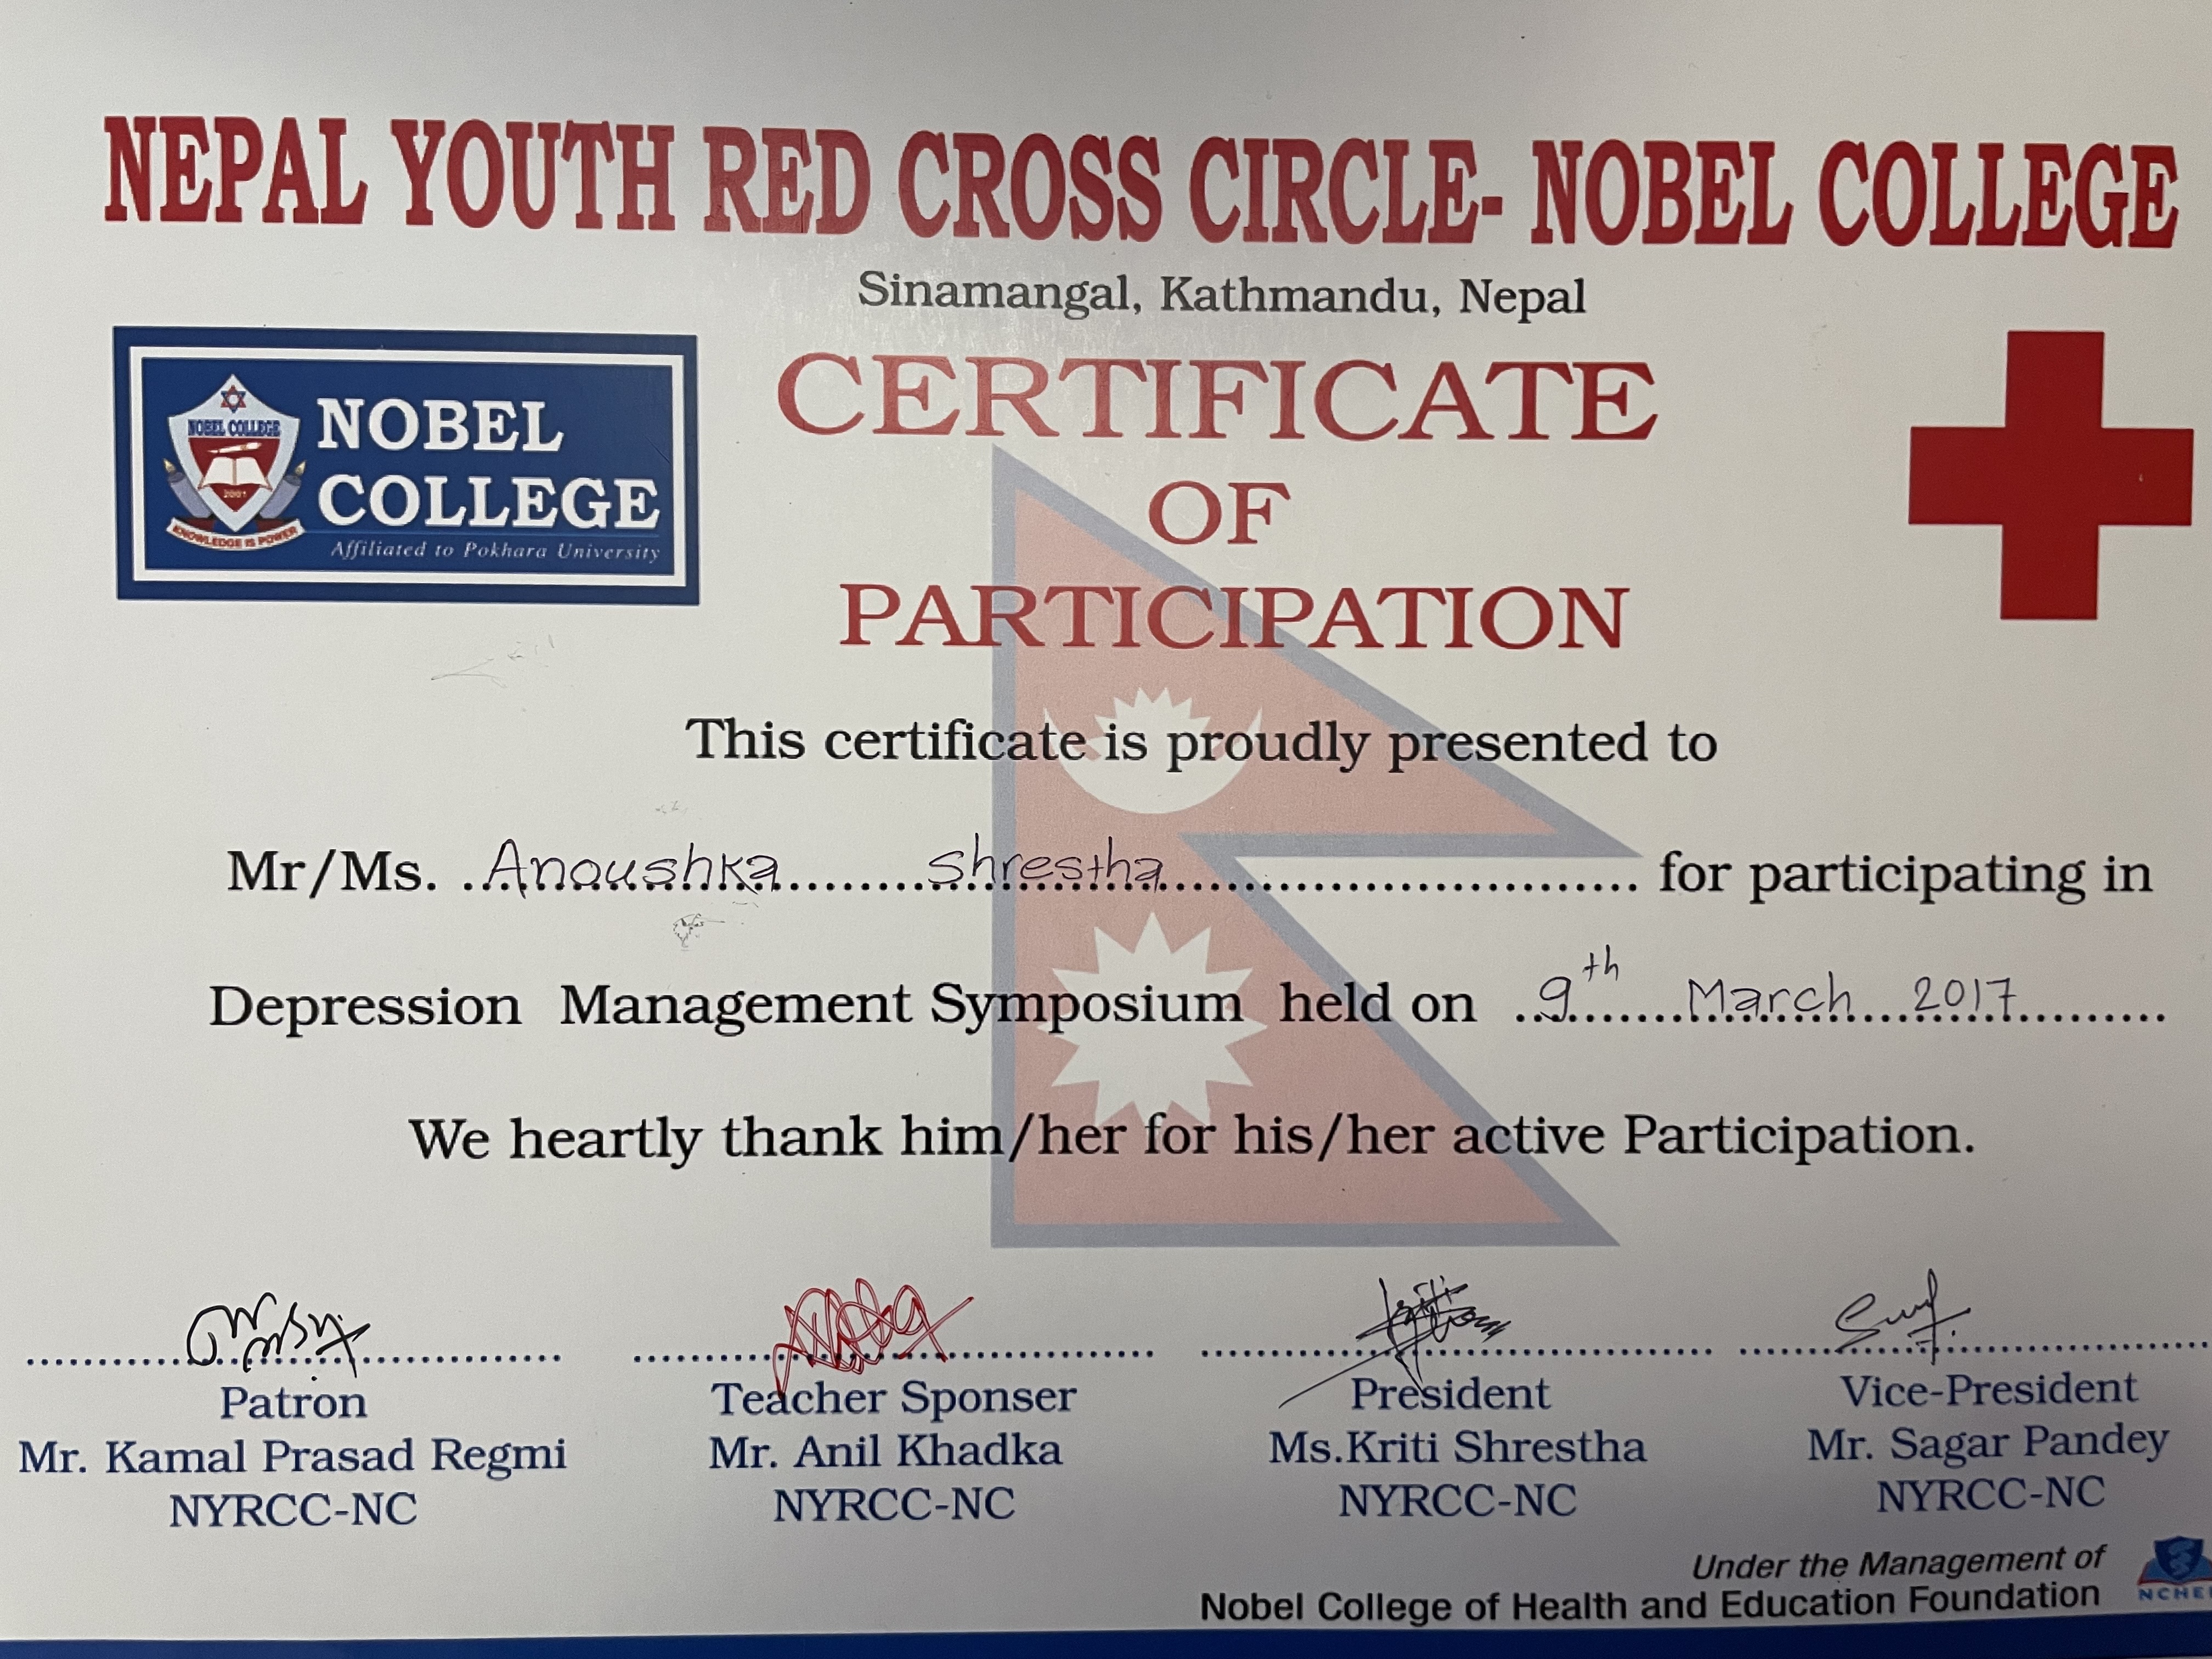 NEPAL YOUTH RED CROSS CIRCLE- NOBEL COLLEGE
Sinamangal, Kathmandu, Nepal
NOBEL COLLEGE
2001
KNOWLEDGE IS POWER
NOBEL
COLLEGE
Affiliated to Pokhara University
CERTIFICATE
OF
PARTICIPATION
This certificate is proudly presented to
Mr/Ms. Anoushka Shrestha for participating in
Depression Management Symposium held on 9th March 2017
We heartly thank him/her for his/her active Participation.
Patron
Mr. Kamal Prasad Regmi
NYRCC-NC
Teacher Sponser
Mr. Anil Khadka
NYRCC-NC
President
Ms.Kriti Shrestha
NYRCC-NC
Vice-President
Mr. Sagar Pandey
NYRCC-NC
Under the Management of
Nobel College of Health and Education Foundation